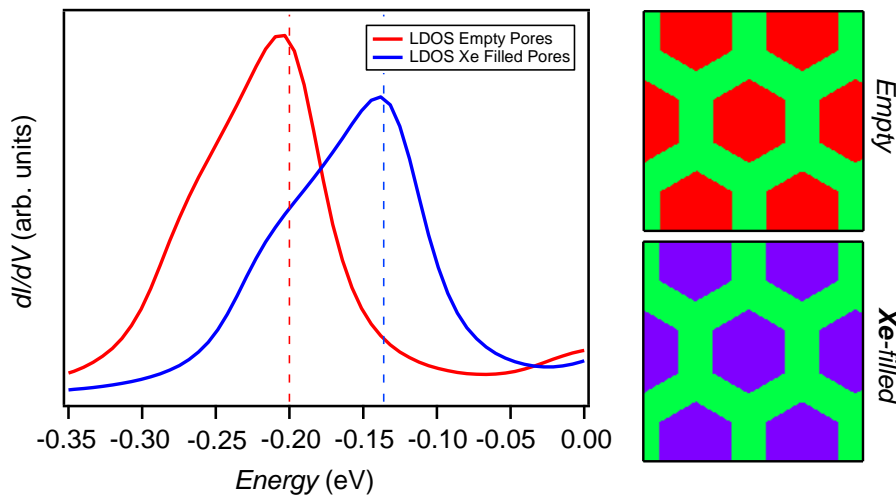 LDOS Empty Pores
LDOS Xe Filled Pores
dI/dV (arb. units)
-0.35 -0.30 -0.25 -0.20 -0.15 -0.10 -0.05 0.00
Energy (eV)
Empty
Xe-filled